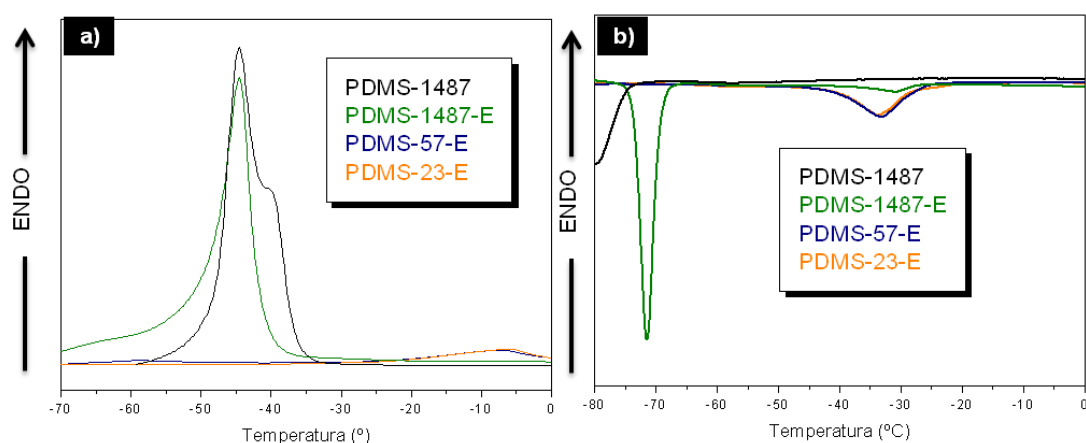 a)
ENDO
PDMS-1487
PDMS-1487-E
PDMS-57-E
PDMS-23-E
-70 -60 -50 -40 -30 -20 -10 0
Temperatura (º)
b)
ENDO
PDMS-1487
PDMS-1487-E
PDMS-57-E
PDMS-23-E
-80 -70 -60 -50 -40 -30 -20 -10 0
Temperatura (ºC)